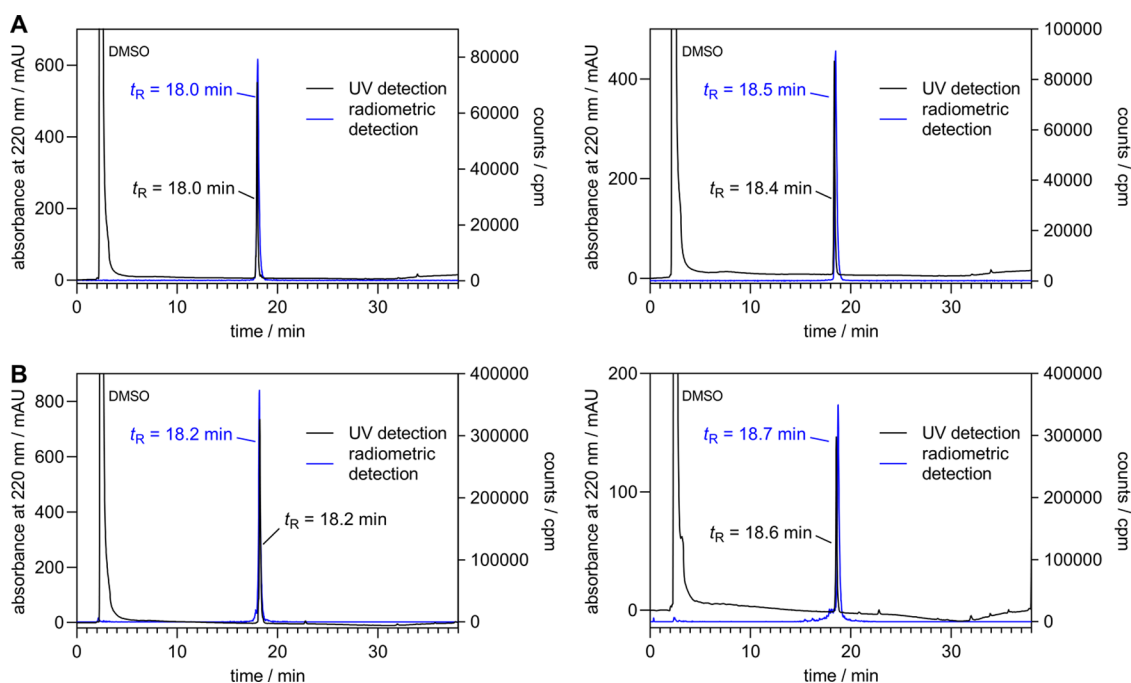 A
absorbance at 220 nm / mAU
600
400
200
0
DMSO
tR = 18.0 min
tR = 18.0 min
UV detection
radiometric
detection
80000
60000
40000
20000
0
counts / cpm
0
10
20
30
time / min
absorbance at 220 nm / mAU
400
200
0
DMSO
tR = 18.5 min
tR = 18.4 min
UV detection
radiometric
detection
100000
80000
60000
40000
20000
0
counts / cpm
0
10
20
30
time / min
B
absorbance at 220 nm / mAU
800
600
400
200
0
DMSO
tR = 18.2 min
tR = 18.2 min
UV detection
radiometric
detection
400000
300000
200000
100000
0
counts / cpm
0
10
20
30
time / min
absorbance at 220 nm / mAU
200
100
0
DMSO
tR = 18.7 min
tR = 18.6 min
UV detection
radiometric
detection
400000
300000
200000
100000
0
counts / cpm
0
10
20
30
time / min